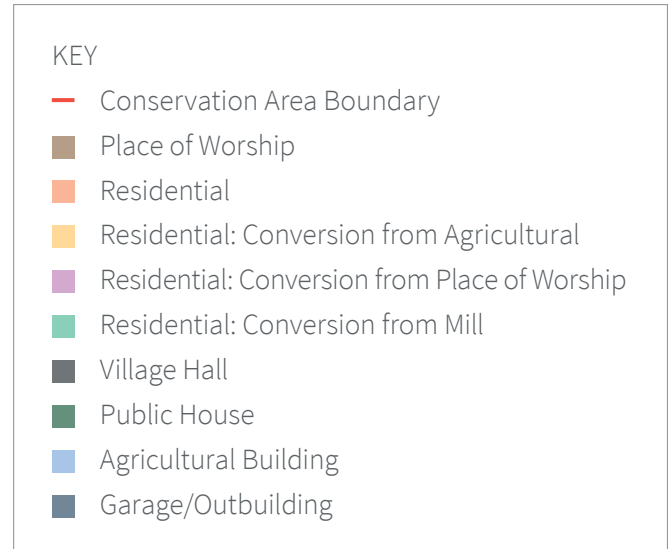 KEY
Conservation Area Boundary
Place of Worship
Residential
Residential: Conversion from Agricultural
Residential: Conversion from Place of Worship
Residential: Conversion from Mill
Village Hall
Public House
Agricultural Building
Garage/Outbuilding